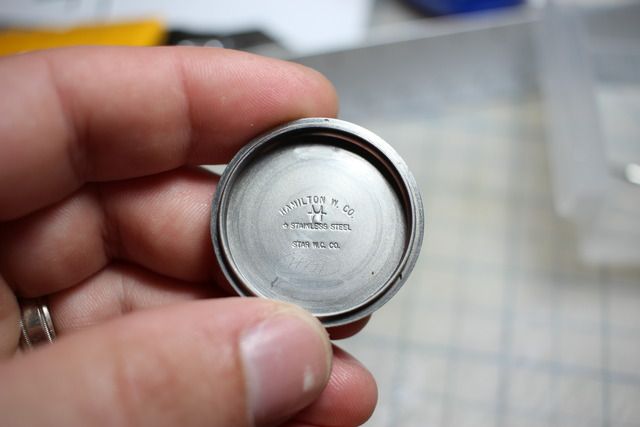 HAMILTON W. CO.
H
STAINLESS STEEL
STAR W.C. CO.